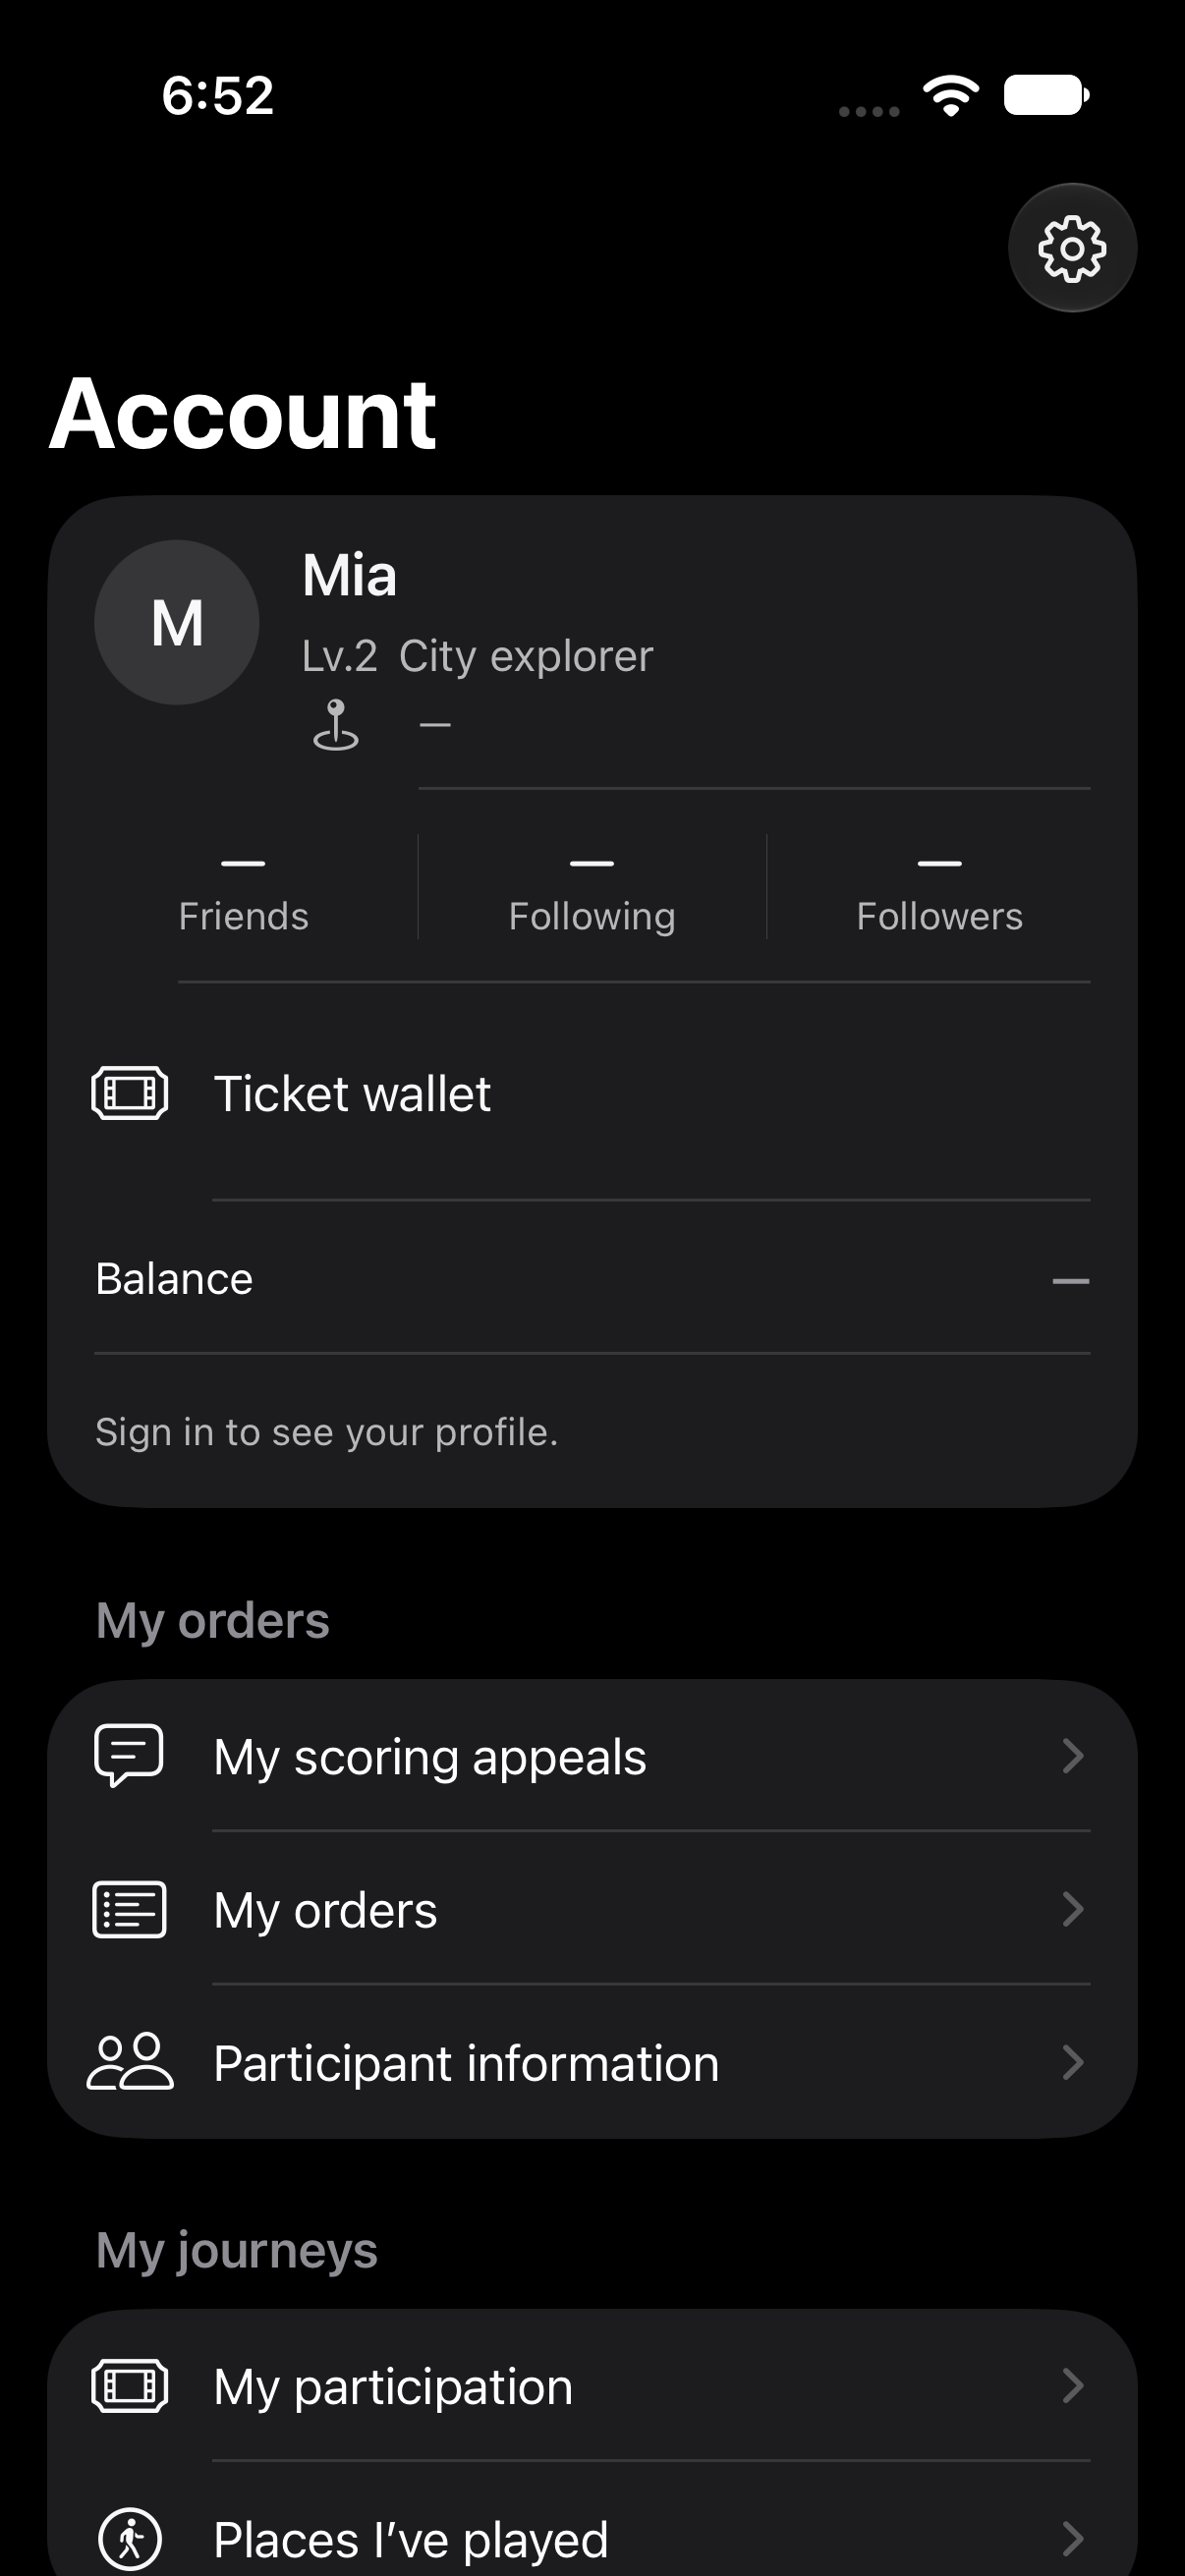 6:52
Account
M
Mia
Lv.2 City explorer
—
— — —
Friends Following Followers
Ticket wallet
Balance —
Sign in to see your profile.
My orders
My scoring appeals
My orders
Participant information
My journeys
My participation
Places I’ve played